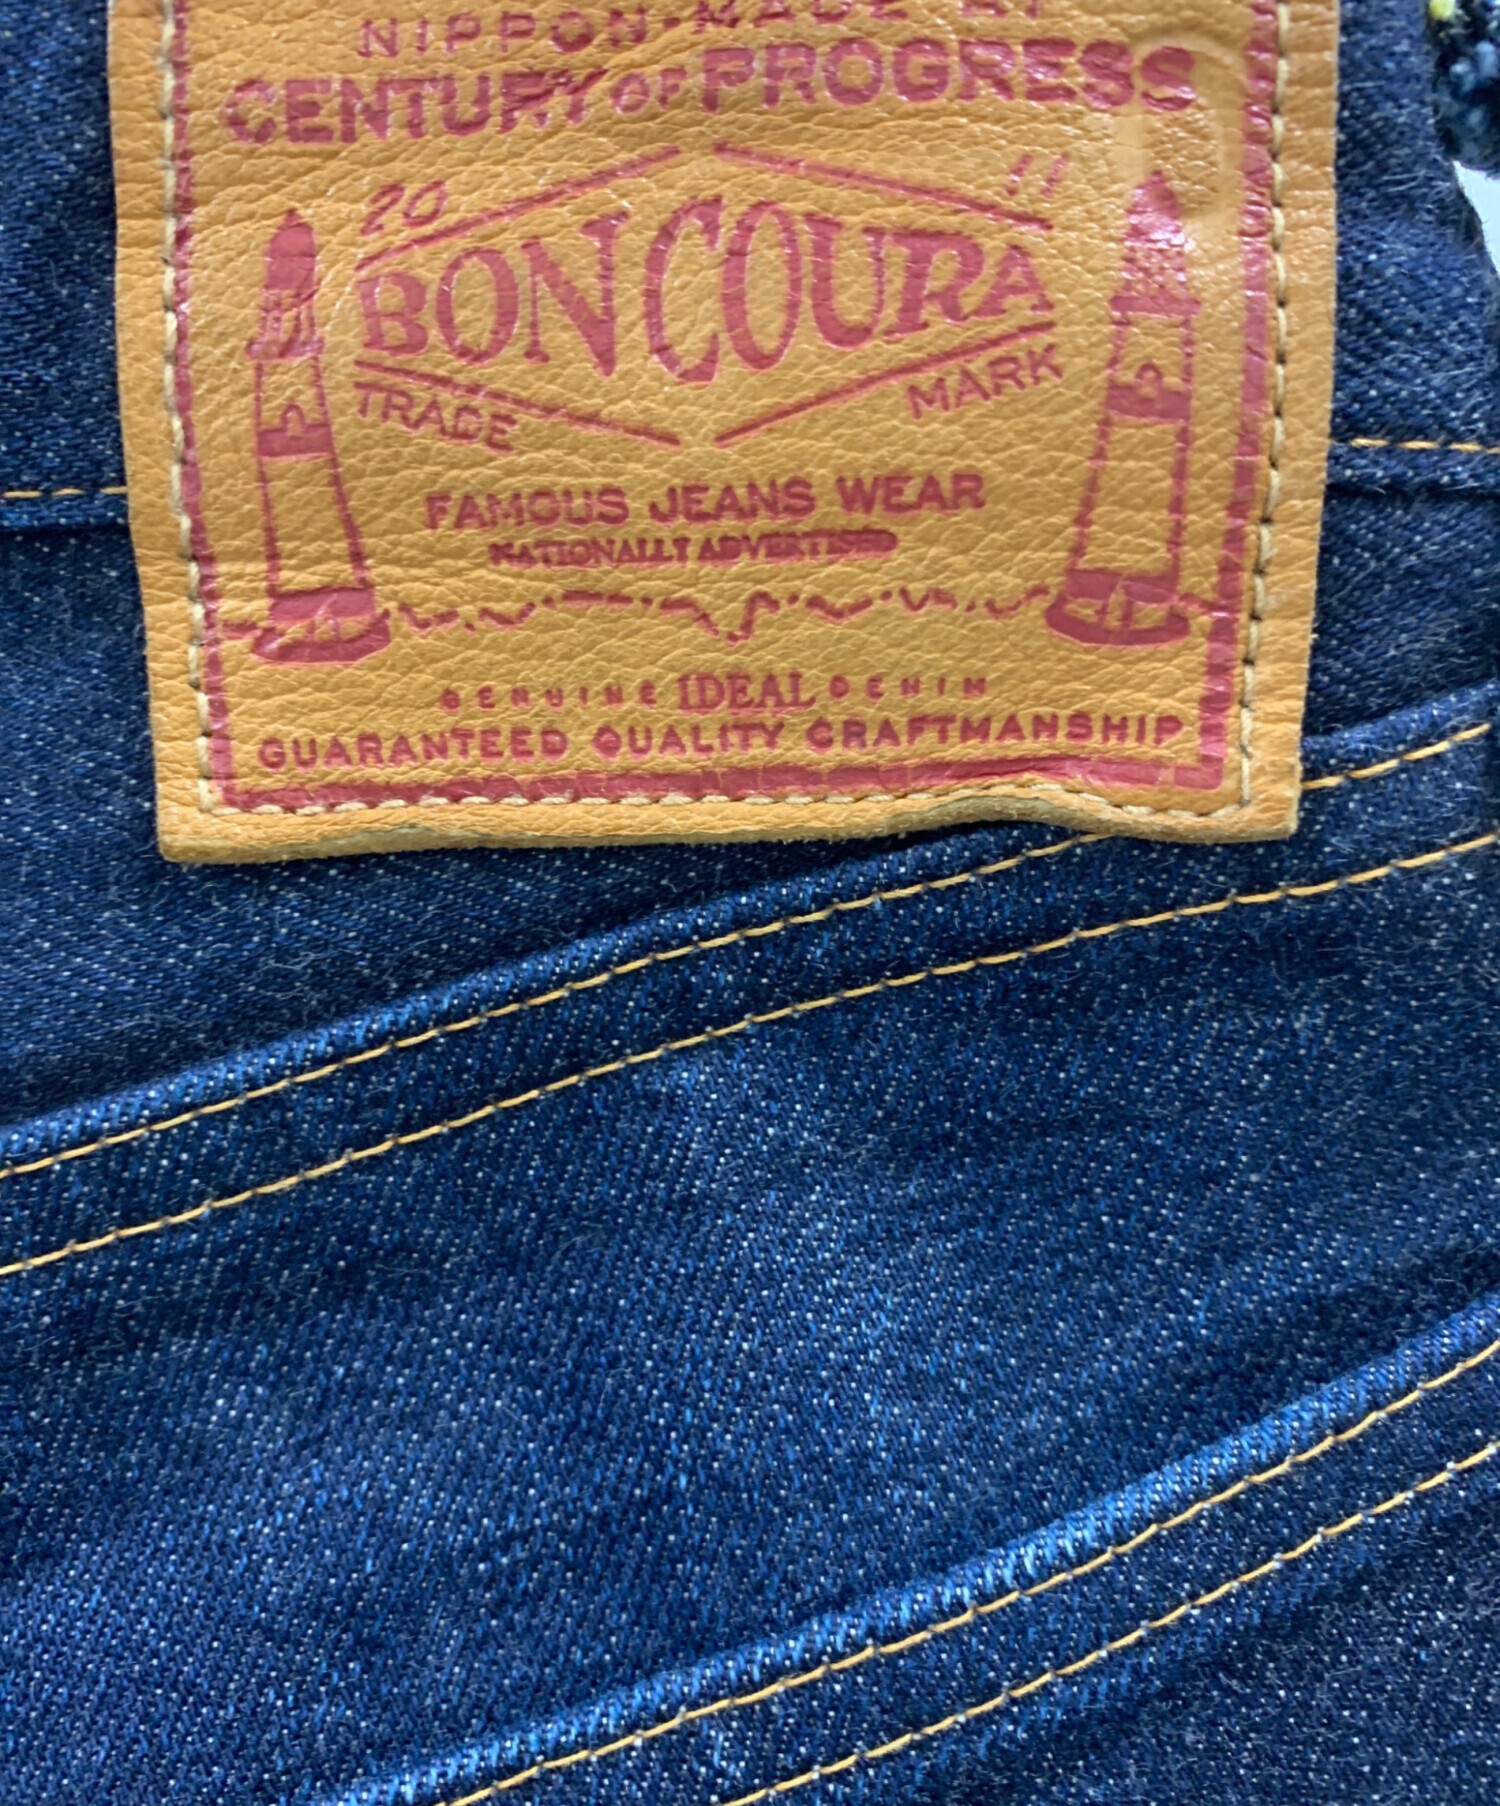 NIPPON-MADE BY
CENTURY OF PROGRESS
20 11
BONCOURA
TRADE MARK
FAMOUS JEANS WEAR
NATIONALLY ADVERTISED
GENUINE IDEAL DENIM
GUARANTEED QUALITY CRAFTMANSHIP